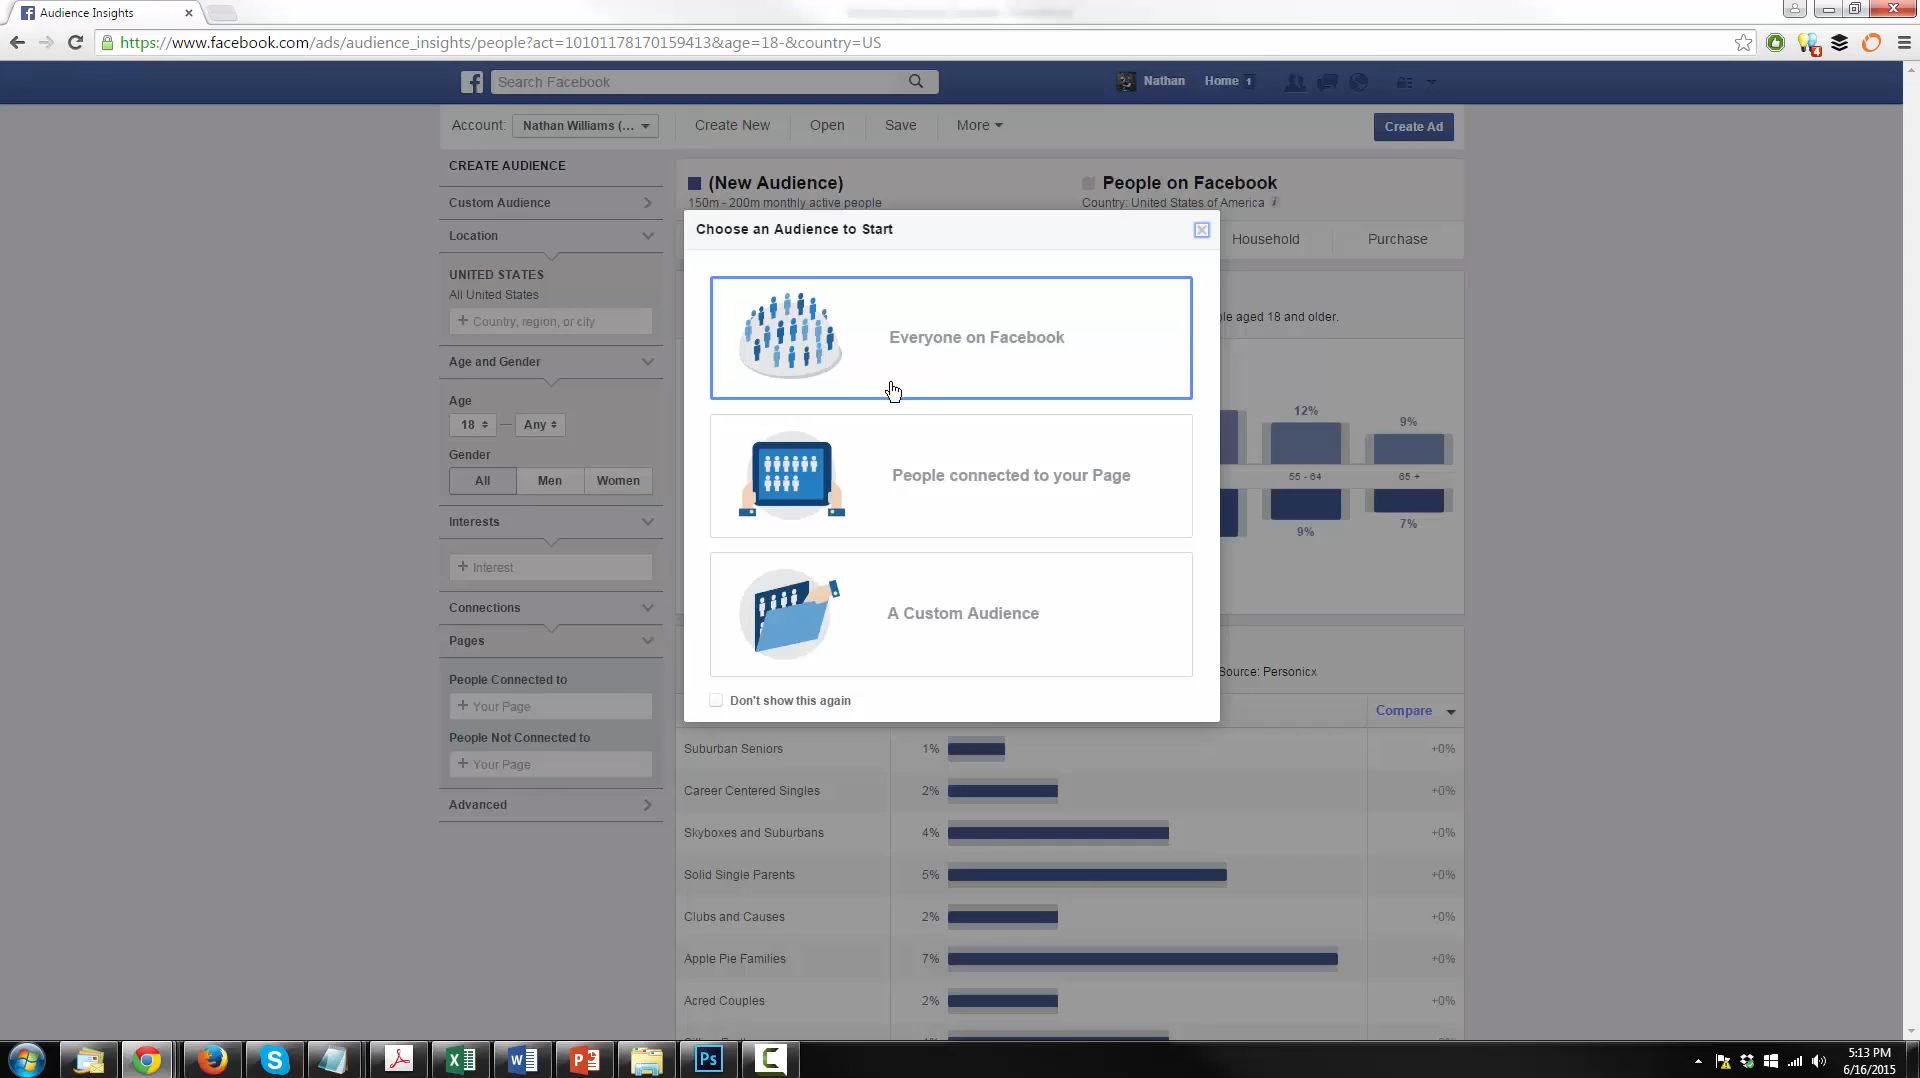 Audience Insights
https://www.facebook.com/ads/audience_insights/people?act=10101178170159413&age=18-&country=US
4
Search Facebook
Nathan
Home 1
Account:
Nathan Williams (...
Create New
Open
Save
More
Create Ad
CREATE AUDIENCE
Custom Audience
Location
UNITED STATES
All United States
+ Country, region, or city
Age and Gender
Age
18 — Any
Gender
All
Men
Women
Interests
+ Interest
Connections
Pages
People Connected to
+ Your Page
People Not Connected to
+ Your Page
Advanced
(New Audience)
150m - 200m monthly active people
People on Facebook
Country: United States of America
Household
Purchase
Choose an Audience to Start
Everyone on Facebook
People connected to your Page
A Custom Audience
Don't show this again
aged 18 and older.
12%
9%
55 - 64
65 +
9%
7%
Source: Personicx
Compare
Suburban Seniors 1% +0%
Career Centered Singles 2% +0%
Skyboxes and Suburbans 4% +0%
Solid Single Parents 5% +0%
Clubs and Causes 2% +0%
Apple Pie Families 7% +0%
Acred Couples 2% +0%
Ps
5:13 PM
6/16/2015